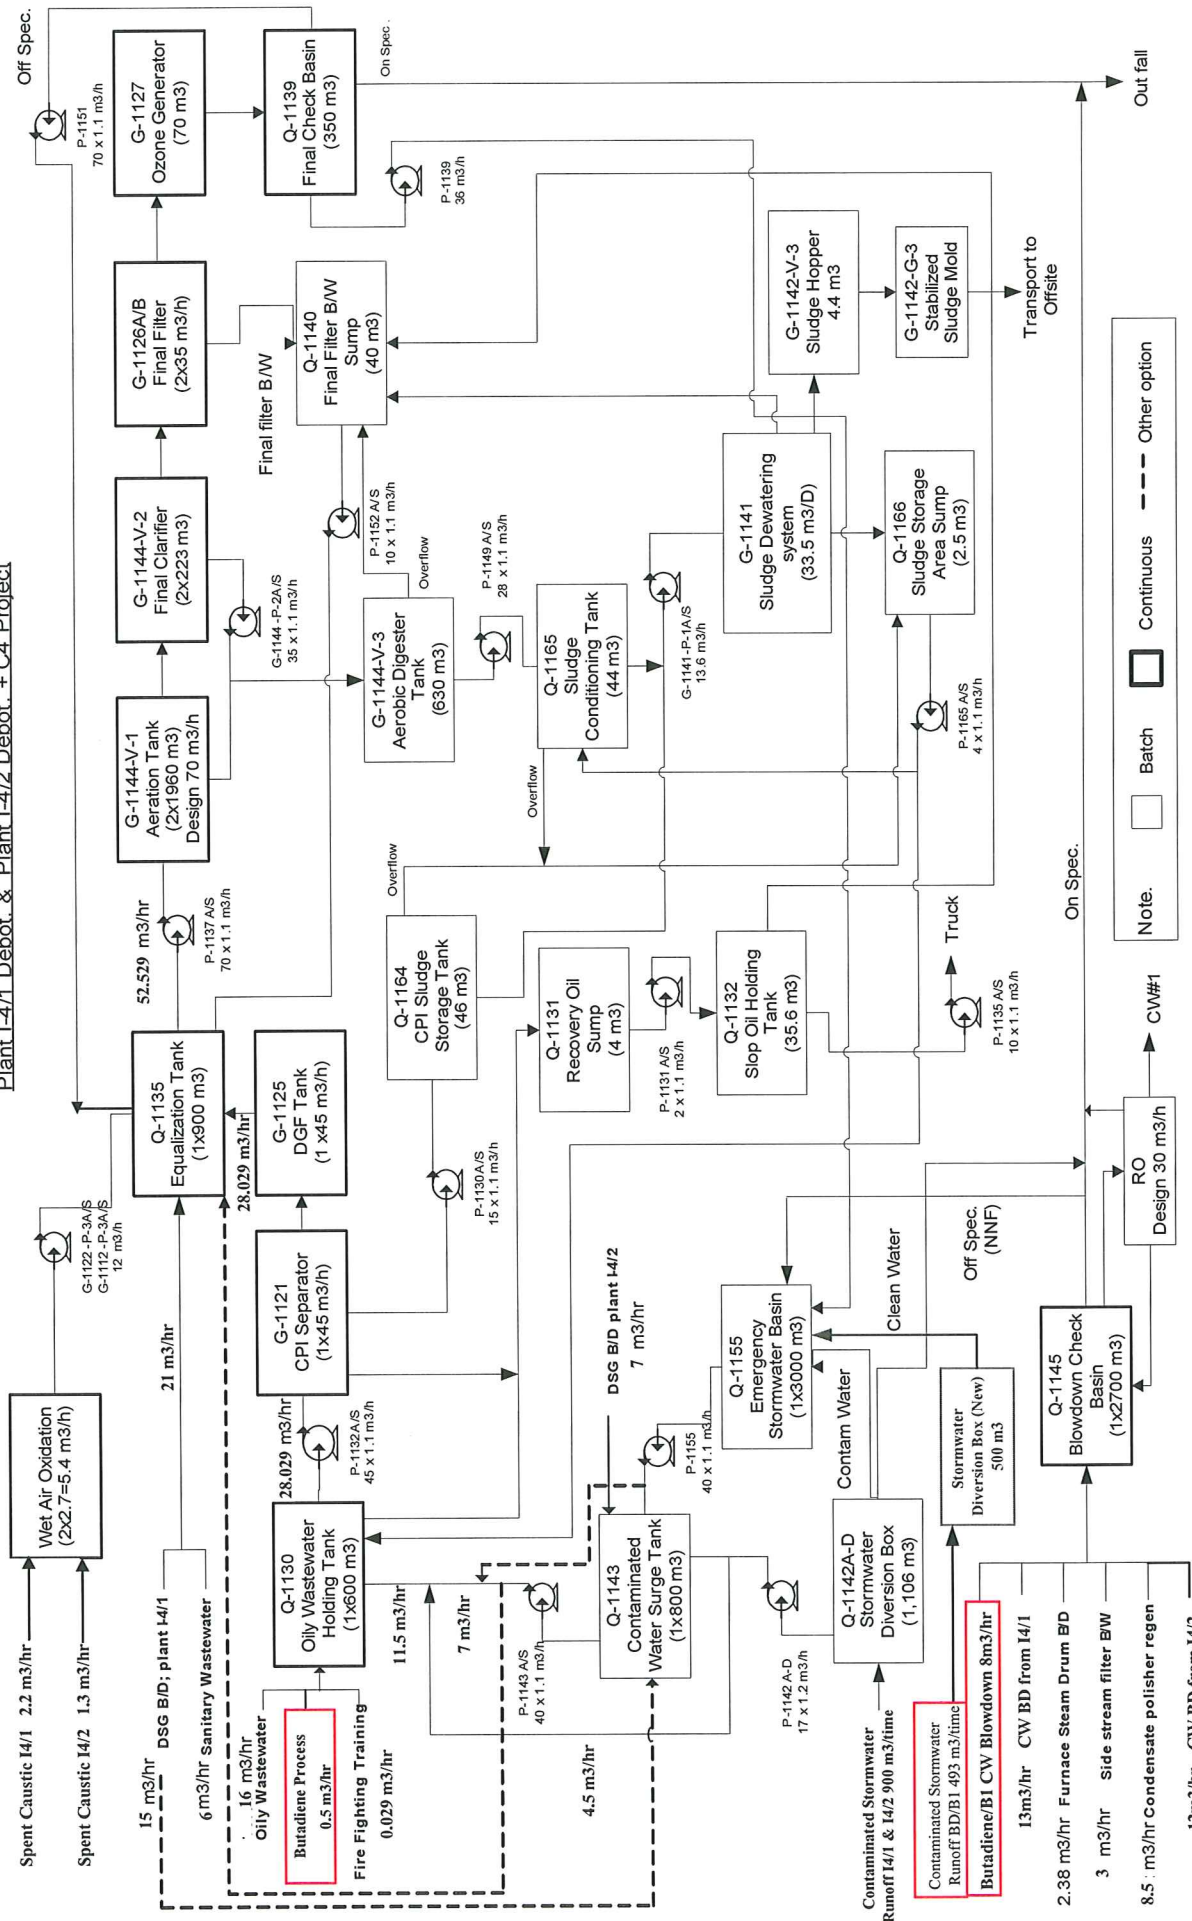 Plant I-4/1 Debot. & Plant I-4/2 Debot. + C4 Project
Spent Caustic I4/1 2.2 m3/hr
Spent Caustic I4/2 1.3 m3/hr
Wet Air Oxidation
(2x2.7=5.4 m3/h)
G-1122-P-3A/S
G-1112-P-3A/S
12 m3/h
15 m3/hr DSG B/D; plant I-4/1
6m3/hr Sanitary Wastewater
21 m3/hr
Q-1135
Equalization Tank
(1x900 m3)
52.529 m3/hr
P-1137 A/S
70 x 1.1 m3/h
G-1144-V-1
Aeration Tank
(2x1960 m3)
Design 70 m3/h
G-1144-V-2
Final Clarifier
(2x223 m3)
G-1144-P-2A/S
35 x 1.1 m3/h
G-1126A/B
Final Filter
(2x35 m3/h)
G-1127
Ozone Generator
(70 m3)
P-1151
70 x 1.1 m3/h
Off Spec.
Q-1139
Final Check Basin
(350 m3)
On Spec.
P-1139
36 m3/h
Final filter B/W
Q-1140
Final Filter B/W
Sump
(40 m3)
P-1152 A/S
10 x 1.1 m3/h
Overflow
G-1144-V-3
Aerobic Digester
Tank
(630 m3)
P-1149 A/S
28 x 1.1 m3/h
16 m3/hr
Oily Wastewater
Butadiene Process
0.5 m3/hr
Fire Fighting Training
0.029 m3/hr
Q-1130
Oily Wastewater
Holding Tank
(1x600 m3)
28.029 m3/hr
P-1132A/S
45 x 1.1 m3/h
G-1121
CPI Separator
(1x45 m3/h)
G-1125
DGF Tank
(1 x45 m3/h)
28.029 m3/hr
P-1130A/S
15 x 1.1 m3/h
Q-1164
CPI Sludge
Storage Tank
(46 m3)
Overflow
Overflow
Q-1165
Sludge
Conditioning Tank
(44 m3)
G-1141-P-1A/S
13.6 m3/h
G-1141
Sludge Dewatering
system
(33.5 m3/D)
G-1142-V-3
Sludge Hopper
4.4 m3
G-1142-G-3
Stabilized
Sludge Mold
Transport to
Offsite
Q-1131
Recovery Oil
Sump
(4 m3)
P-1131 A/S
2 x 1.1 m3/h
Q-1132
Slop Oil Holding
Tank
(35.6 m3)
P-1135 A/S
10 x 1.1 m3/h
Truck
Q-1166
Sludge Storage
Area Sump
(2.5 m3)
P-1165 A/S
4 x 1.1 m3/h
11.5 m3/hr
7 m3/hr
4.5 m3/hr
P-1143 A/S
40 x 1.1 m3/h
DSG B/D plant I-4/2
7 m3/hr
Q-1143
Contaminated
Water Surge Tank
(1x800 m3)
P-1155
40 x 1.1 m3/h
Q-1155
Emergency
Stormwater Basin
(1x3000 m3)
P-1142 A-D
17 x 1.2 m3/h
Contaminated Stormwater
Runoff I4/1 & I4/2 900 m3/time
Q-1142A-D
Stormwater
Diversion Box
(1,106 m3)
Contam Water
Clean Water
Off Spec.
(NNF)
On Spec.
Out fall
Contaminated Stormwater
Runoff BD/B1 493 m3/time
Stormwater
Diversion Box (New)
500 m3
Butadiene/B1 CW Blowdown 8m3/hr
13m3/hr CW BD from I4/1
2.38 m3/hr Furnace Steam Drum B/D
3 m3/hr Side stream filter B/W
8.5 : m3/hr Condensate polisher regen
12m3/hr CW BD from I4/2
Q-1145
Blowdown Check
Basin
(1x2700 m3)
RO
Design 30 m3/h
CW#1
Note.
Batch
Continuous
Other option